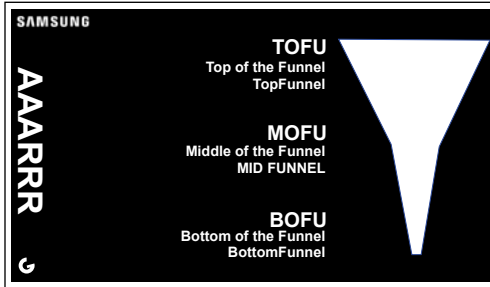 SAMSUNG
AAARRR
TOFU
Top of the Funnel
TopFunnel
MOFU
Middle of the Funnel
MID FUNNEL
BOFU
Bottom of the Funnel
BottomFunnel